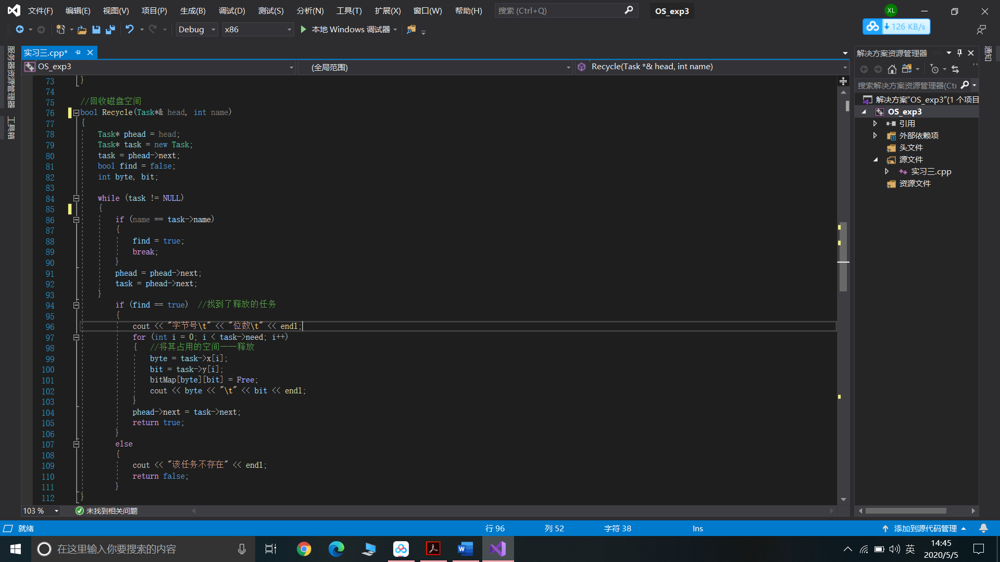 文件(F) 编辑(E) 视图(V) 项目(P) 生成(B) 调试(D) 测试(S) 分析(N) 工具(T) 扩展(X) 窗口(W) 帮助(H) 搜索 (Ctrl+Q) OS_exp3 XL
126 KB/s
Debug x86 本地 Windows 调试器
服务器资源管理器
工具箱
实习三.cpp*
OS_exp3 (全局范围) Recycle(Task *& head, int name)
73 }
74
75 //回收磁盘空间
76 bool Recycle(Task*& head, int name)
77 {
78 Task* phead = head;
79 Task* task = new Task;
80 task = phead->next;
81 bool find = false;
82 int byte, bit;
83
84 while (task != NULL)
85 {
86 if (name == task->name)
87 {
88 find = true;
89 break;
90 }
91 phead = phead->next;
92 task = phead->next;
93 }
94 if (find == true) //找到了释放的任务
95 {
96 cout << "字节号\t" << "位数\t" << endl;
97 for (int i = 0; i < task->need; i++)
98 { //将其占用的空间一一释放
99 byte = task->x[i];
100 bit = task->y[i];
101 bitMap[byte][bit] = Free;
102 cout << byte << "\t" << bit << endl;
103 }
104 phead->next = task->next;
105 return true;
106 }
107 else
108 {
109 cout << "该任务不存在" << endl;
110 return false;
111 }
112 }
103 % 未找到相关问题
解决方案资源管理器
搜索解决方案资源管理器(Ctr
解决方案"OS_exp3"(1 个项目
OS_exp3
引用
外部依赖项
头文件
源文件
实习三.cpp
资源文件
通知
就绪 行 96 列 52 字符 38 Ins 添加到源代码管理
在这里输入你要搜索的内容 英 14:45
2020/5/5